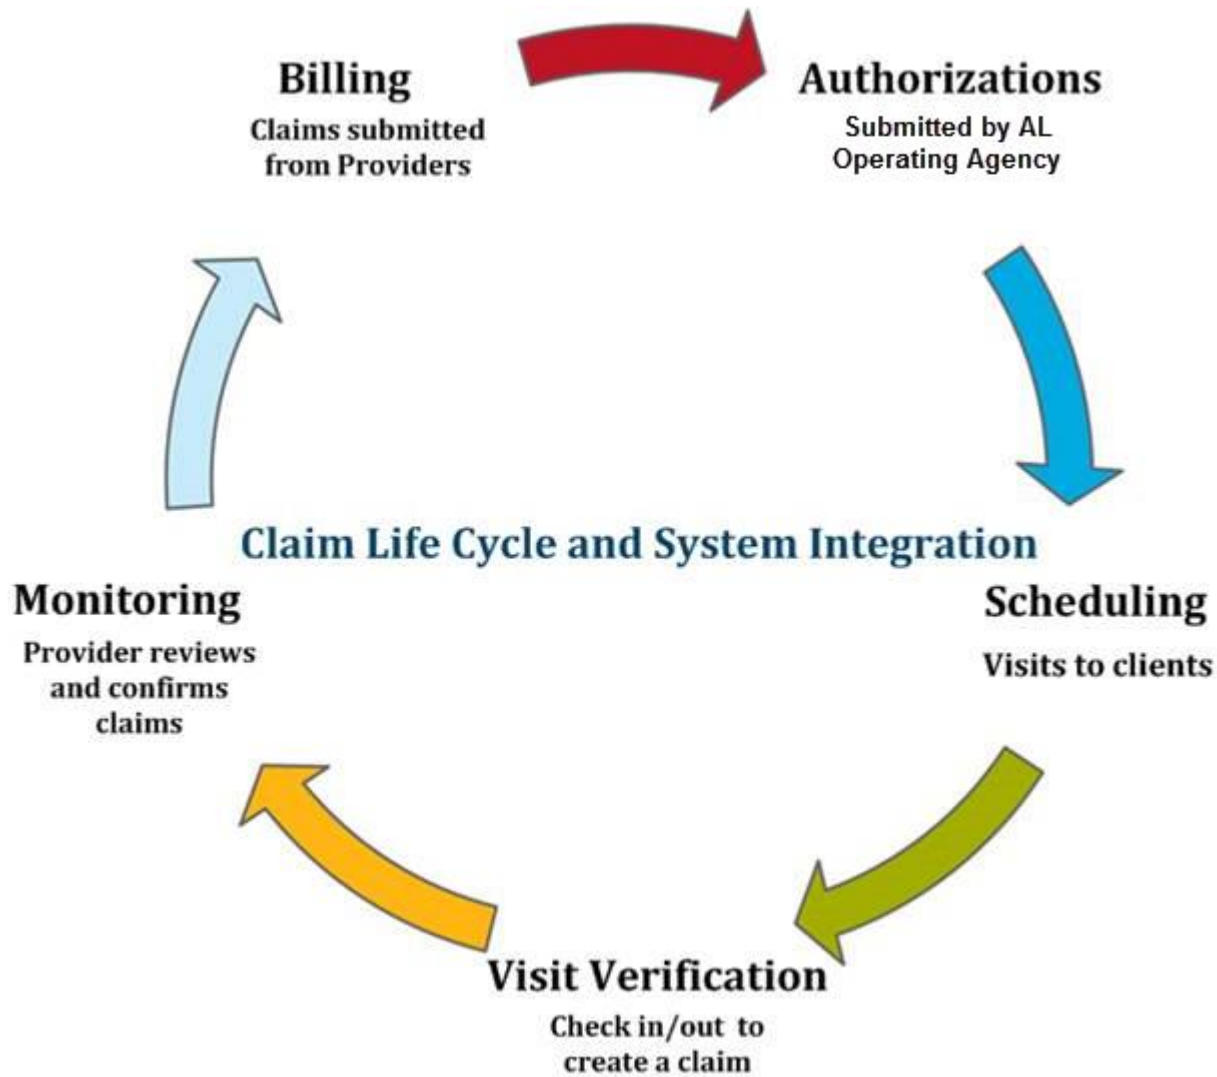 Billing
Claims submitted
from Providers
Authorizations
Submitted by AL
Operating Agency
Claim Life Cycle and System Integration
Monitoring
Provider reviews
and confirms
claims
Scheduling
Visits to clients
Visit Verification
Check in/out to
create a claim